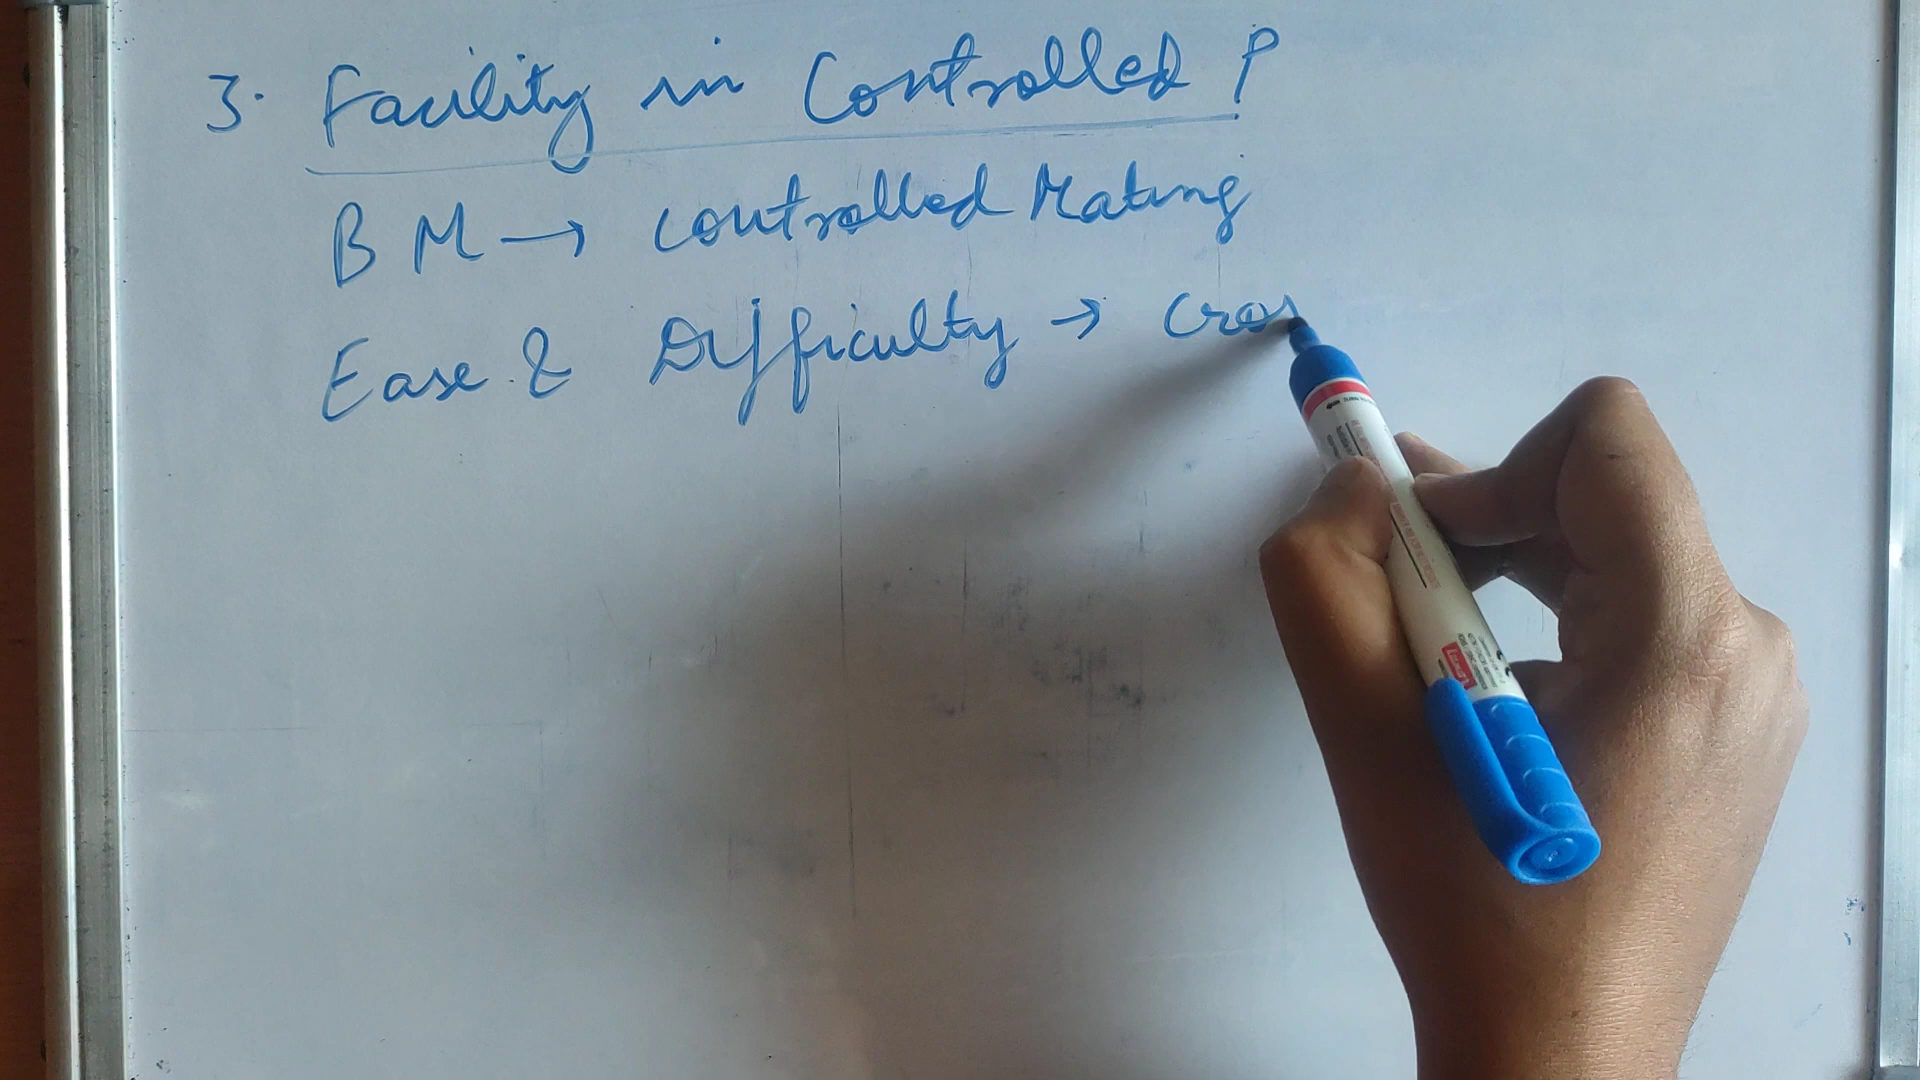 3. Facility in Controlled P
B M → Controlled Mating
Ease & Difficulty → Cros